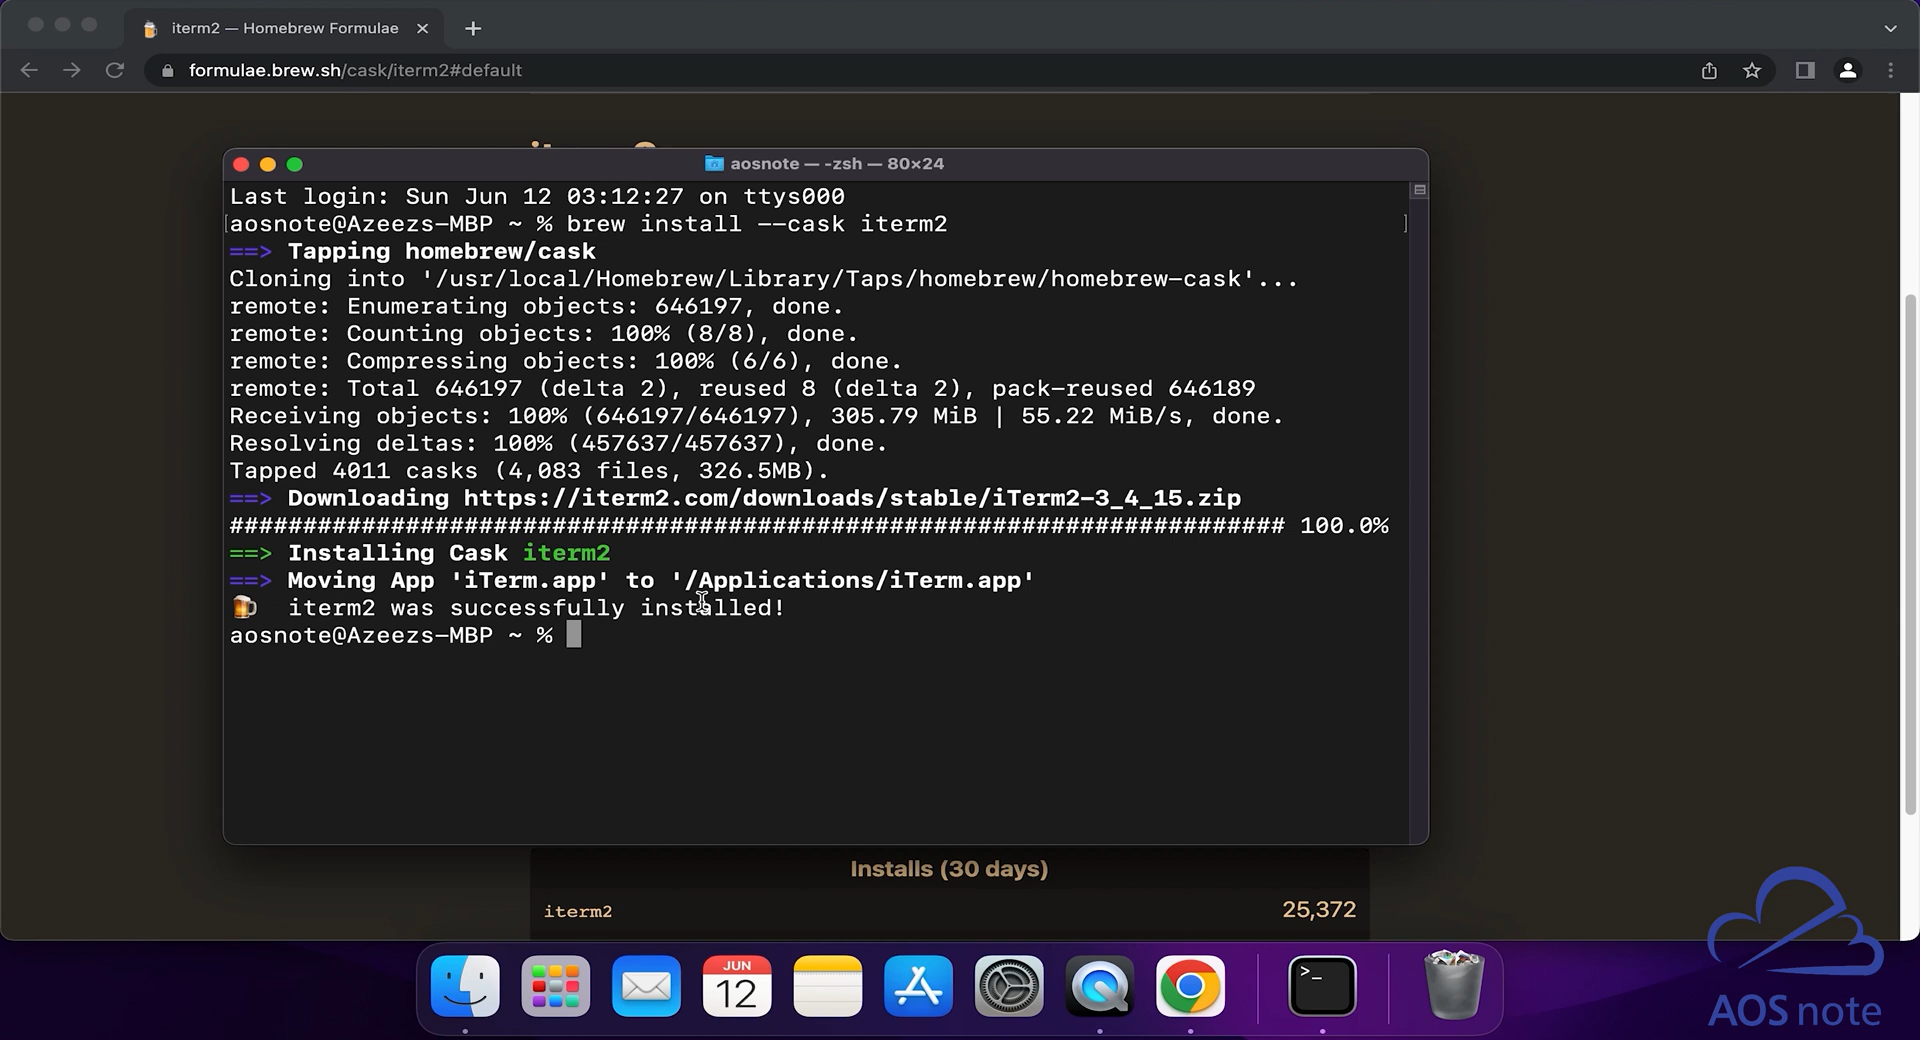 iterm2 — Homebrew Formulae
formulae.brew.sh/cask/iterm2#default
aosnote — -zsh — 80×24
Last login: Sun Jun 12 03:12:27 on ttys000
[aosnote@Azeezs-MBP ~ % brew install --cask iterm2 ]
==> Tapping homebrew/cask
Cloning into '/usr/local/Homebrew/Library/Taps/homebrew/homebrew-cask'...
remote: Enumerating objects: 646197, done.
remote: Counting objects: 100% (8/8), done.
remote: Compressing objects: 100% (6/6), done.
remote: Total 646197 (delta 2), reused 8 (delta 2), pack-reused 646189
Receiving objects: 100% (646197/646197), 305.79 MiB | 55.22 MiB/s, done.
Resolving deltas: 100% (457637/457637), done.
Tapped 4011 casks (4,083 files, 326.5MB).
==> Downloading https://iterm2.com/downloads/stable/iTerm2-3_4_15.zip
######################################################################## 100.0%
==> Installing Cask iterm2
==> Moving App 'iTerm.app' to '/Applications/iTerm.app'
🍺 iterm2 was successfully installed!
aosnote@Azeezs-MBP ~ %
Installs (30 days)
iterm2 25,372
JUN
12
>_
AOS note